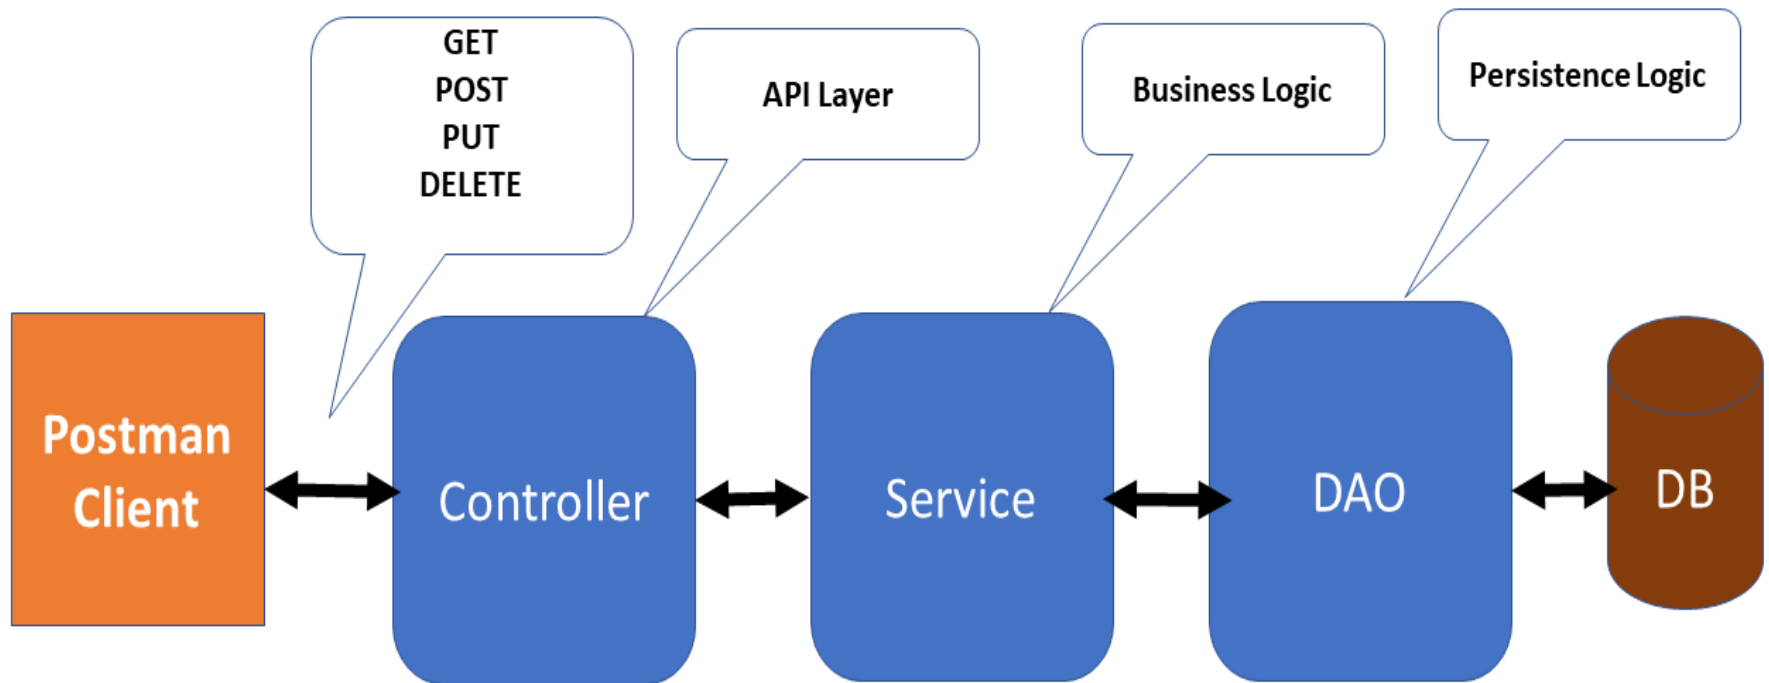 GET
POST
PUT
DELETE
API Layer
Business Logic
Persistence Logic
Postman
Client
Controller
Service
DAO
DB